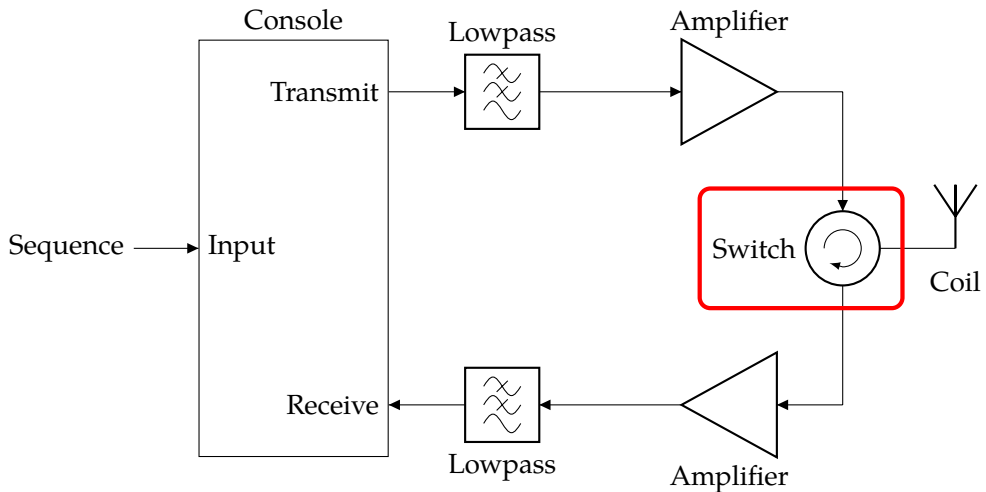 Console
Lowpass
Amplifier
Transmit
Sequence
Input
Switch
Coil
Receive
Lowpass
Amplifier